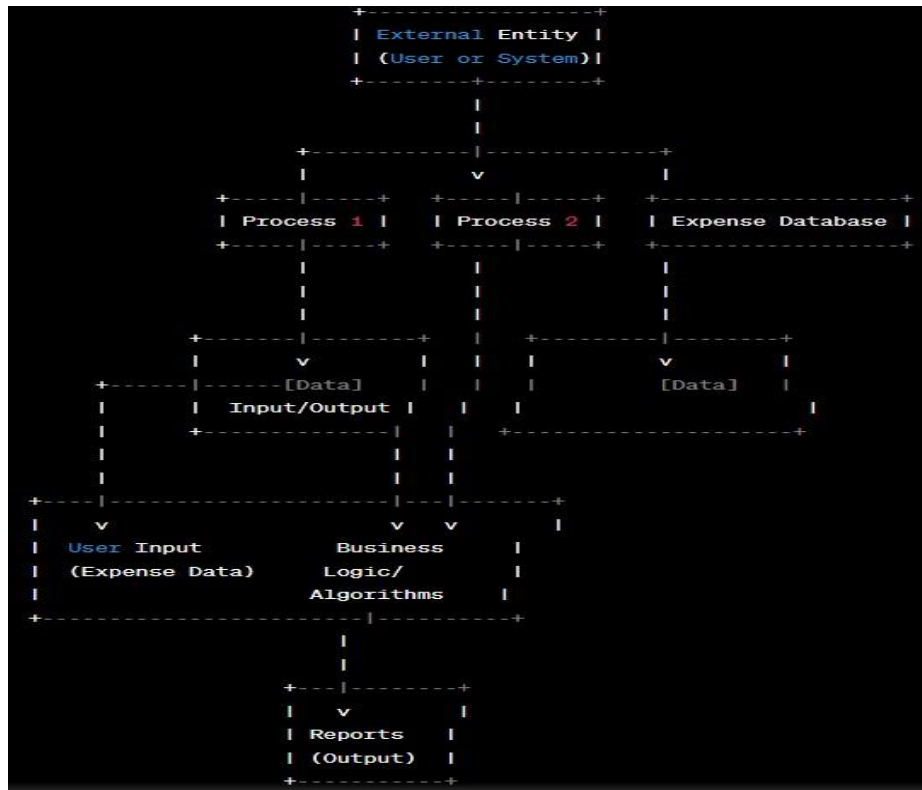 External Entity
(User or System)
Process 1
Process 2
Expense Database
[Data]
[Data]
Input/Output
User Input
Business
(Expense Data)
Logic/
Algorithms
Reports
(Output)